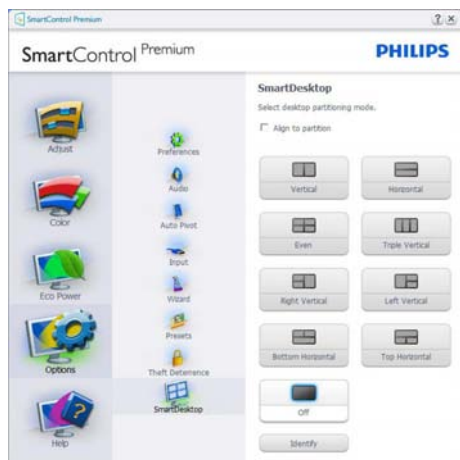 SmartControl Premium
SmartControl Premium
PHILIPS
Adjust
Color
Eco Power
Options
Help
Preferences
Audio
Auto Pivot
Input
Wizard
Presets
Theft Deterrence
SmartDesktop
SmartDesktop
Select desktop partitioning mode.
Align to partition
Vertical
Horizontal
Even
Triple Vertical
Right Vertical
Left Vertical
Bottom Horizontal
Top Horizontal
Off
Identify